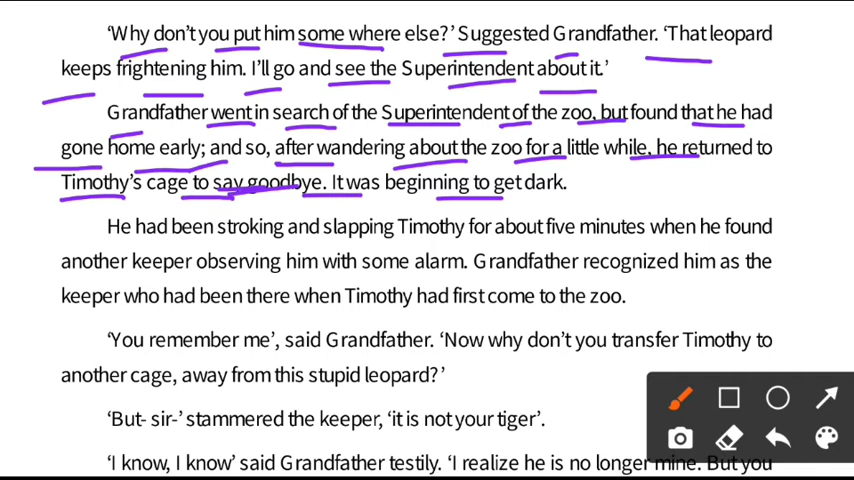 ‘Why don’t you put him some where else?’ Suggested Grandfather. ‘That leopard
keeps frightening him. I’ll go and see the Superintendent about it.’
Grandfather went in search of the Superintendent of the zoo, but found that he had
gone home early; and so, after wandering about the zoo for a little while, he returned to
Timothy’s cage to say goodbye. It was beginning to get dark.
He had been stroking and slapping Timothy for about five minutes when he found
another keeper observing him with some alarm. Grandfather recognized him as the
keeper who had been there when Timothy had first come to the zoo.
‘You remember me’, said Grandfather. ‘Now why don’t you transfer Timothy to
another cage, away from this stupid leopard?’
‘But- sir-’ stammered the keeper, ‘it is not your tiger’.
‘I know, I know’ said Grandfather testily. ‘I realize he is no longer mine. But you